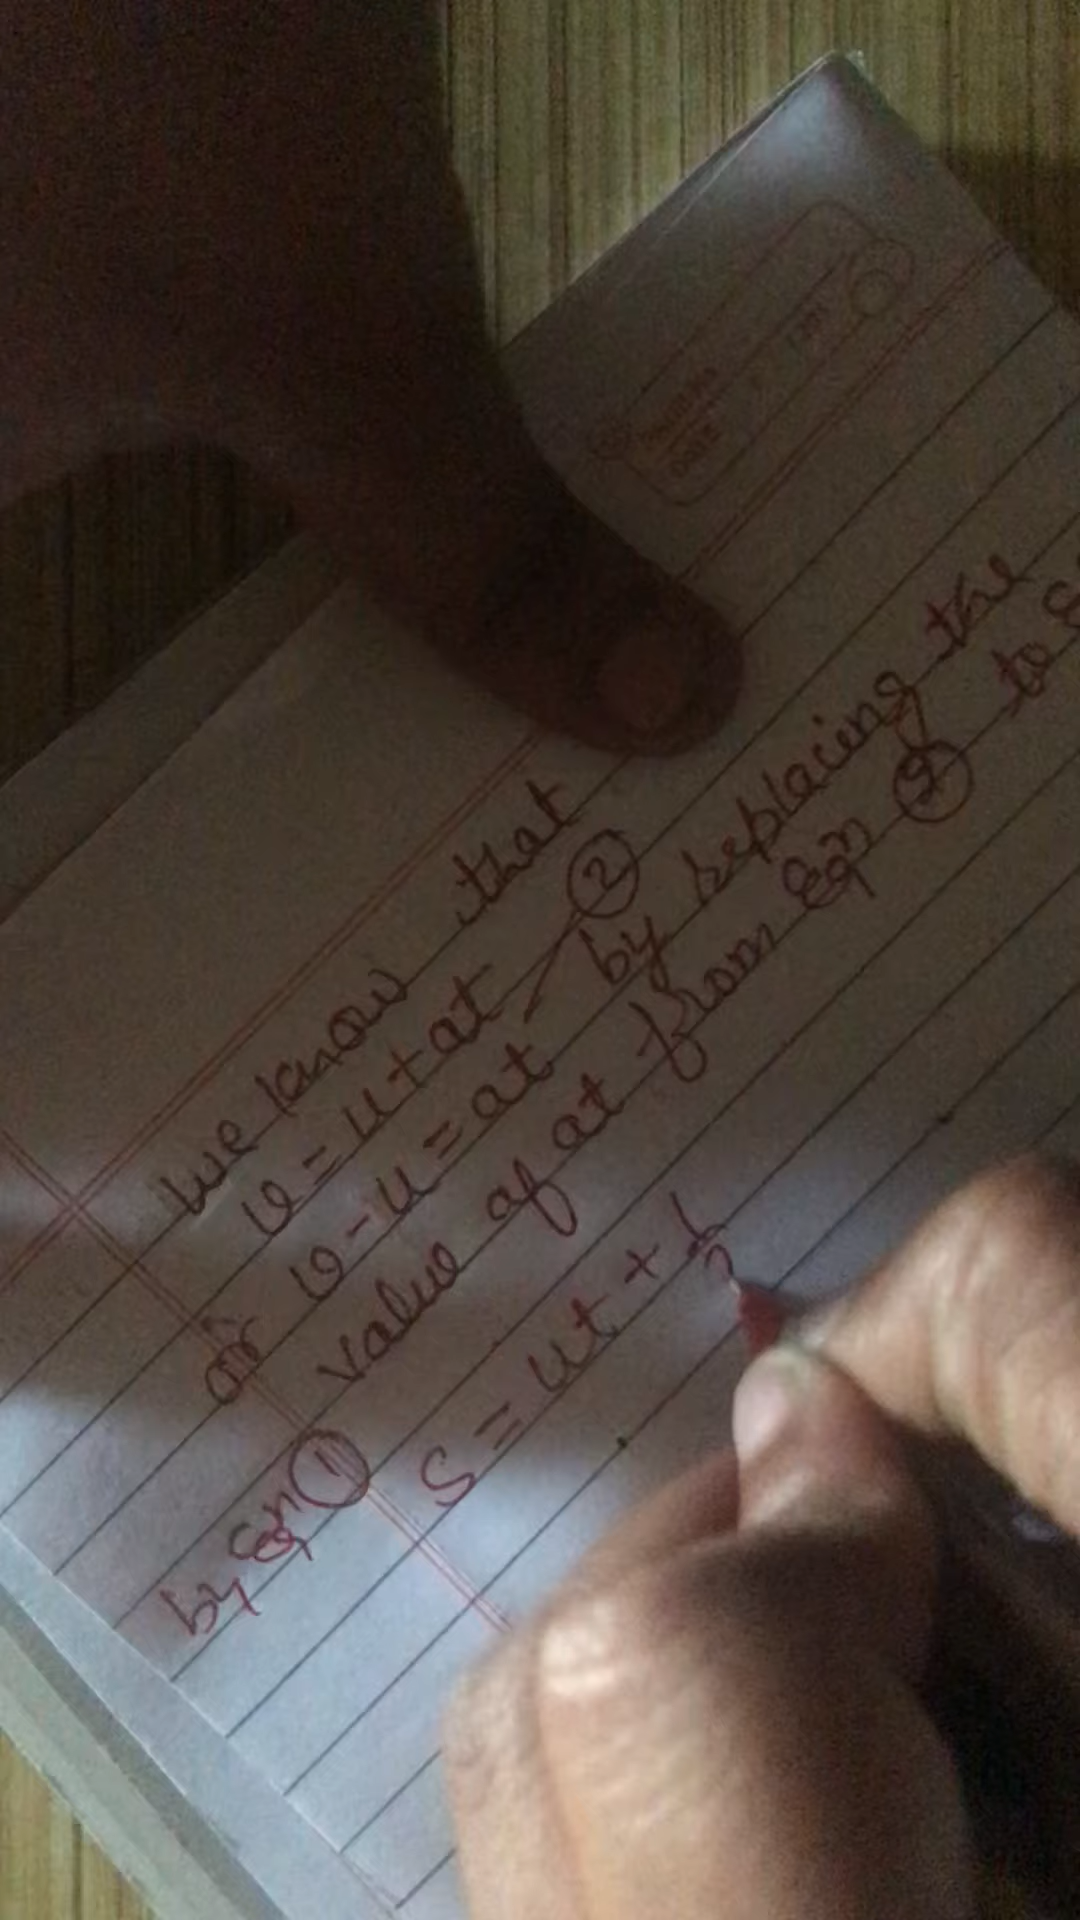 we know that
v = u + at — ②
or v - u = at by replacing the
value of at from Eqn ② to
by Eqn ①
S = ut + 1/2